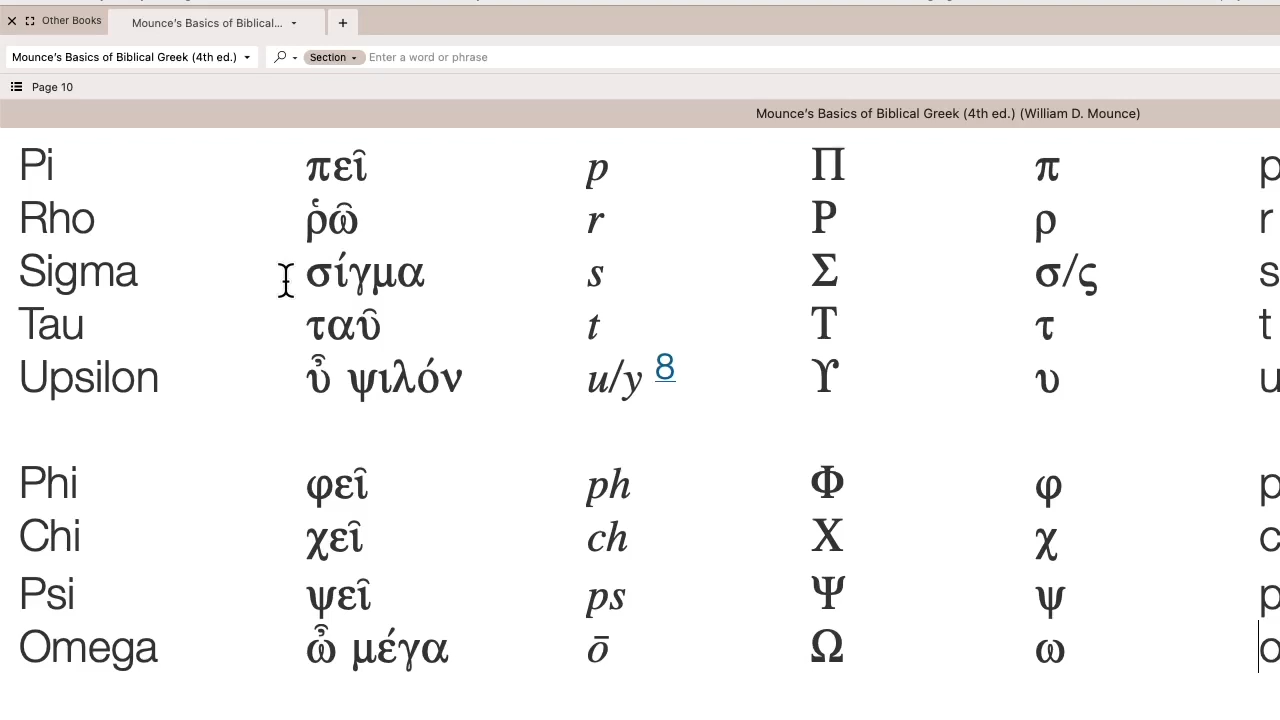 Other Books
Mounce's Basics of Biblical...
+
Mounce's Basics of Biblical Greek (4th ed.)
Section
Enter a word or phrase
Page 10
Mounce's Basics of Biblical Greek (4th ed.) (William D. Mounce)
Pi πεῖ p Π π p
Rho ῥῶ r Ρ ρ r
Sigma σίγμα s Σ σ/ς s
Tau ταῦ t Τ τ t
Upsilon ὖ ψιλόν u/y 8 ϒ υ u
Phi φεῖ ph Φ φ p
Chi χεῖ ch Χ χ c
Psi ψεῖ ps Ψ ψ p
Omega ὦ μέγα ō Ω ω o